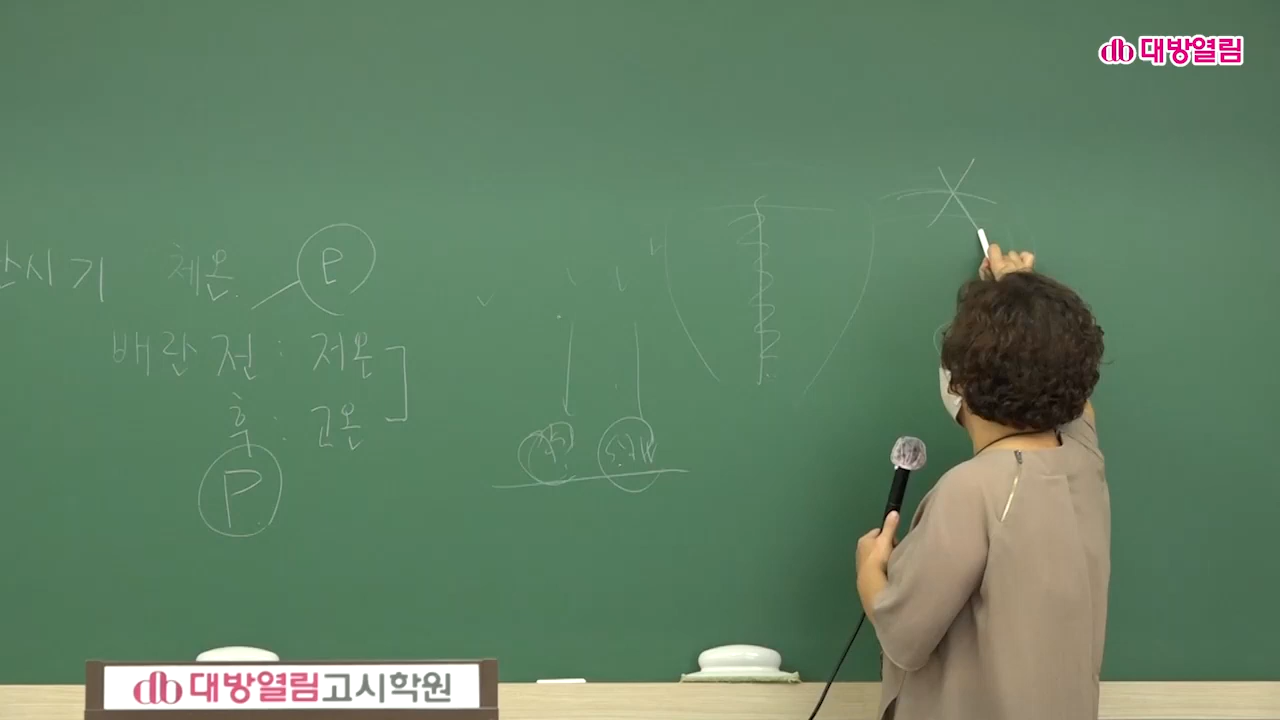 대방열림
시기 체온 P
배란 전 : 저온
후 : 고온
P
대방열림고시학원